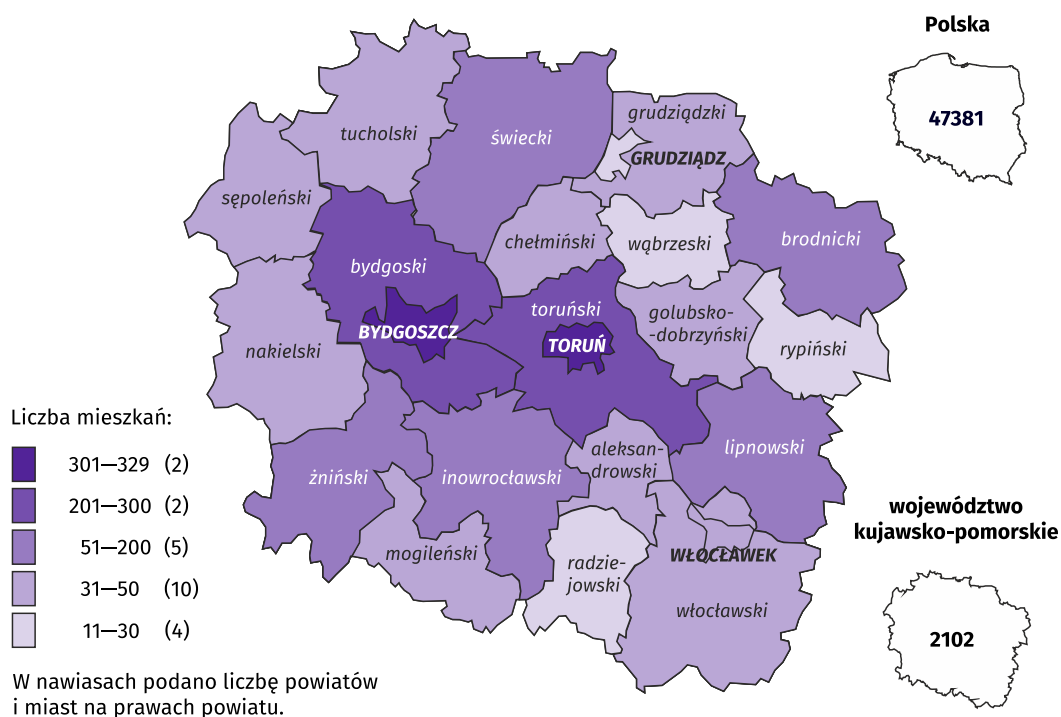 Polska
47381
grudziądzki
tucholski
świecki
GRUDZIĄDZ
sępoleński
chełmiński
wąbrzeski
brodnicki
bydgoski
toruński
golubsko-
-dobrzyński
BYDGOSZCZ
TORUŃ
nakielski
rypiński
Liczba mieszkań:
301—329 (2)
201—300 (2)
51—200 (5)
31—50 (10)
11—30 (4)
aleksan-
drowski
lipnowski
żniński
inowrocławski
województwo
kujawsko-pomorskie
mogileński
radzie-
jowski
WŁOCŁAWEK
włocławski
2102
W nawiasach podano liczbę powiatów
i miast na prawach powiatu.